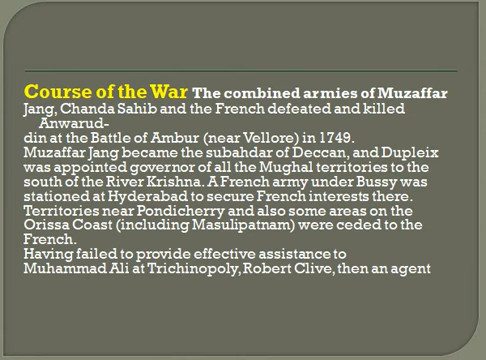 Course of the War The combined armies of Muzaffar
Jang, Chanda Sahib and the French defeated and killed
Anwarud-
din at the Battle of Ambur (near Vellore) in 1749.
Muzaffar Jang became the subahdar of Deccan, and Dupleix
was appointed governor of all the Mughal territories to the
south of the River Krishna. A French army under Bussy was
stationed at Hyderabad to secure French interests there.
Territories near Pondicherry and also some areas on the
Orissa Coast (including Masulipatnam) were ceded to the
French.
Having failed to provide effective assistance to
Muhammad Ali at Trichinopoly, Robert Clive, then an agent